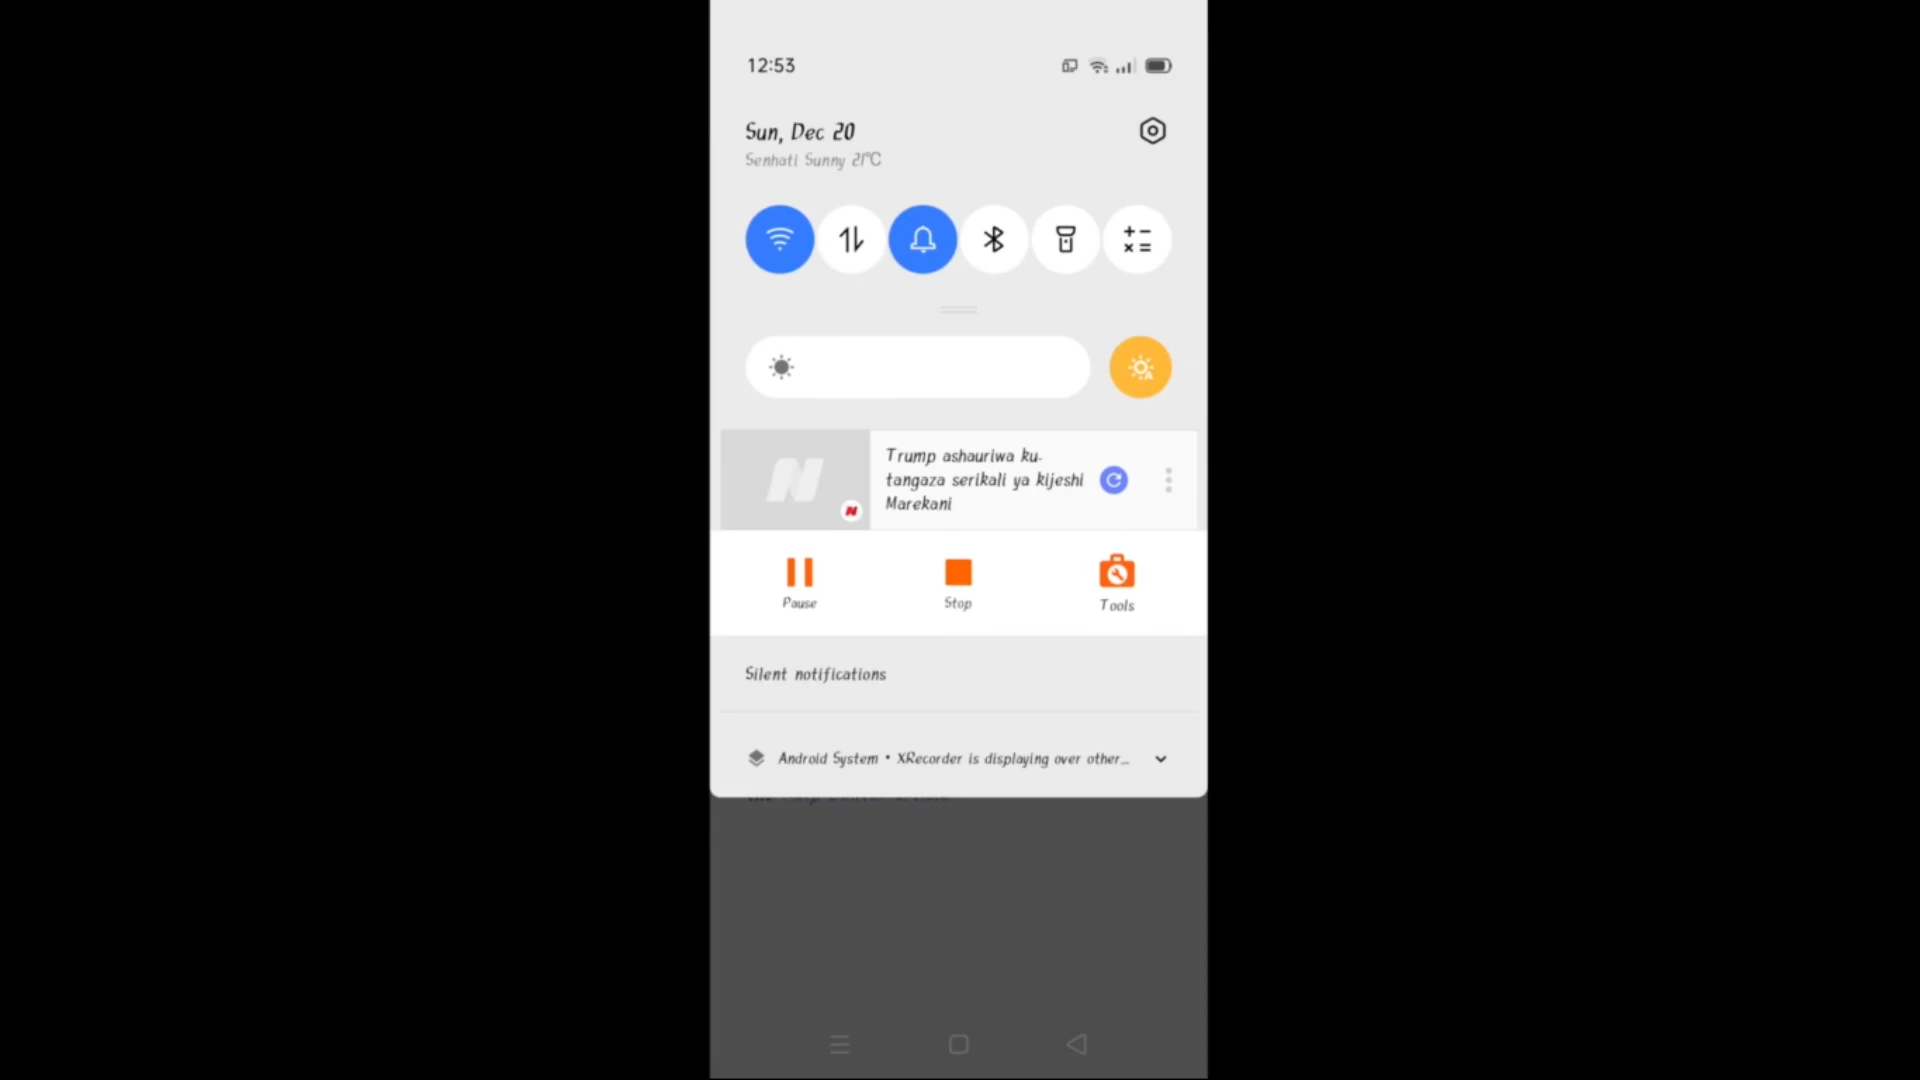 12:53
Sun, Dec 20
Senhati Sunny 21°C
Trump ashauriwa ku-
tangaza serikali ya kijeshi
Marekani
Pause
Stop
Tools
Silent notifications
Android System • XRecorder is displaying over other...